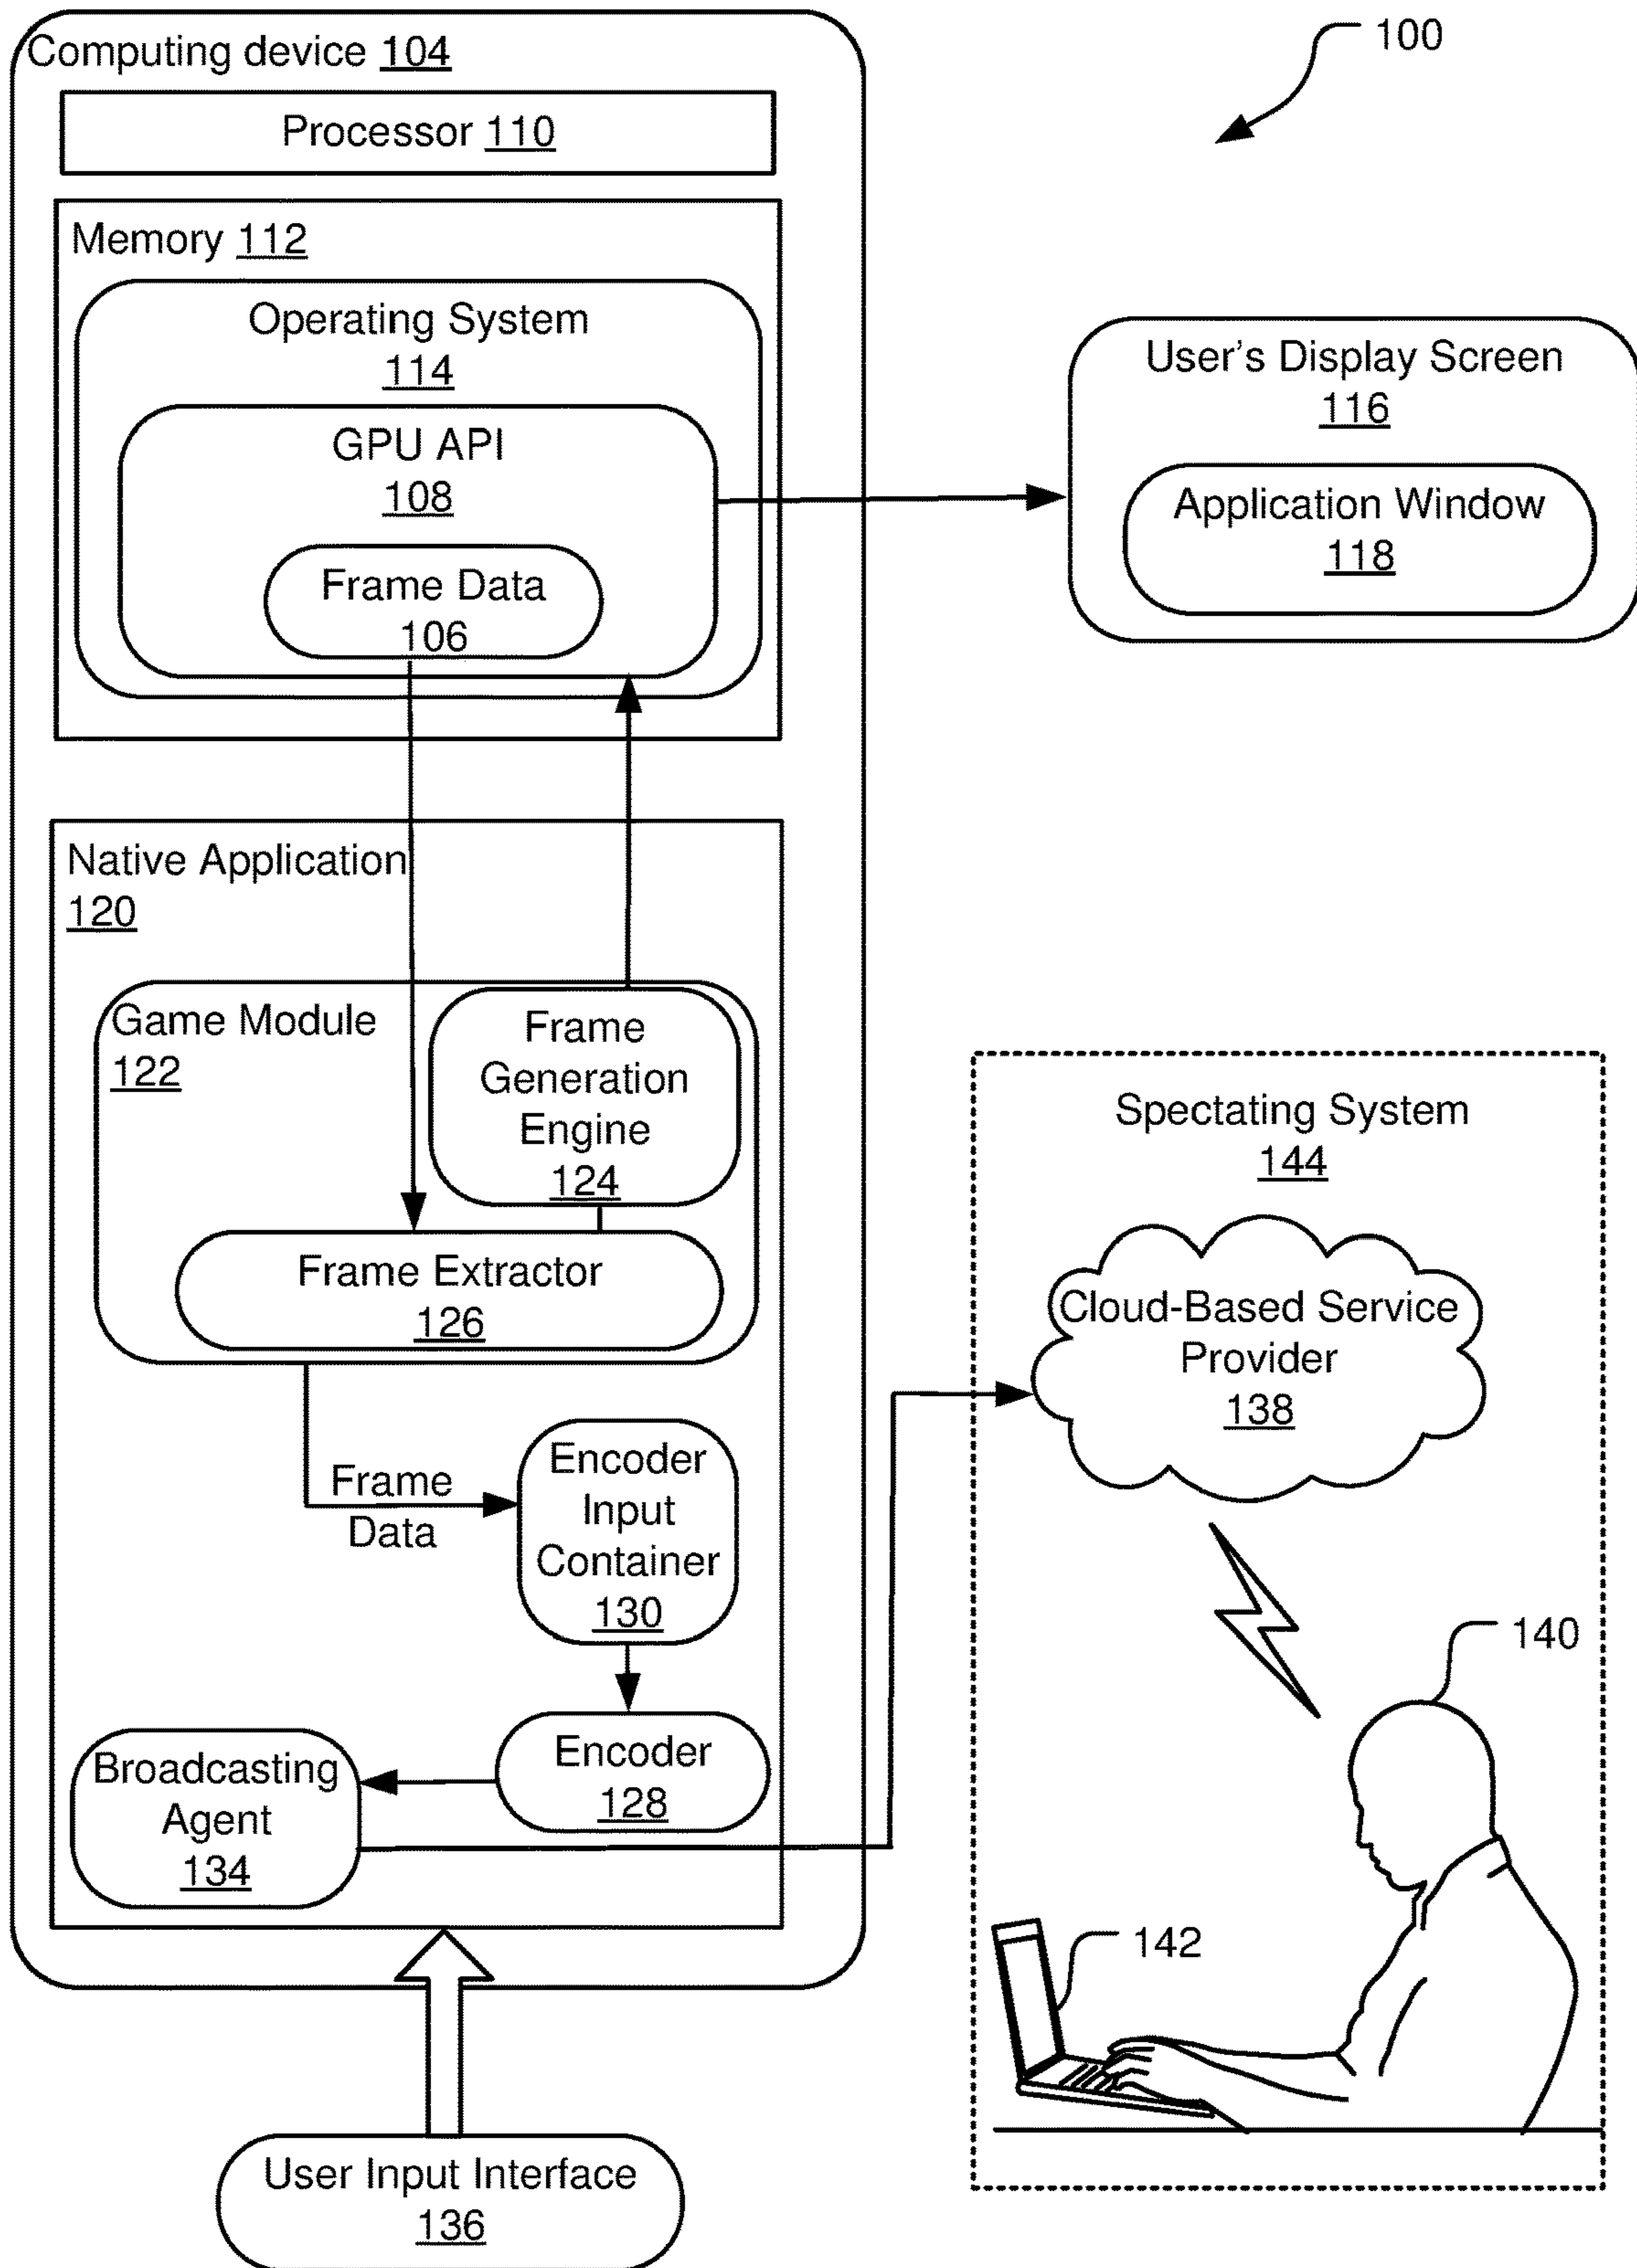 Computing device 104
100
Processor 110
Memory 112
Operating System
114
GPU API
108
Frame Data
106
User's Display Screen
116
Application Window
118
Native Application
120
Game Module
122
Frame
Generation
Engine
124
Frame Extractor
126
Frame
Data
Encoder
Input
Container
130
Encoder
128
Broadcasting
Agent
134
User Input Interface
136
Spectating System
144
Cloud-Based Service
Provider
138
140
142